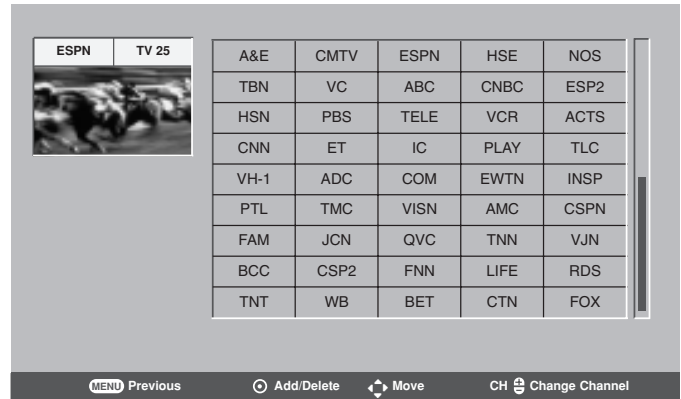 ESPN TV 25
A&E CMTV ESPN HSE NOS
TBN VC ABC CNBC ESP2
HSN PBS TELE VCR ACTS
CNN ET IC PLAY TLC
VH-1 ADC COM EWTN INSP
PTL TMC VISN AMC CSPN
FAM JCN QVC TNN VJN
BCC CSP2 FNN LIFE RDS
TNT WB BET CTN FOX
MENU Previous Add/Delete Move CH Change Channel